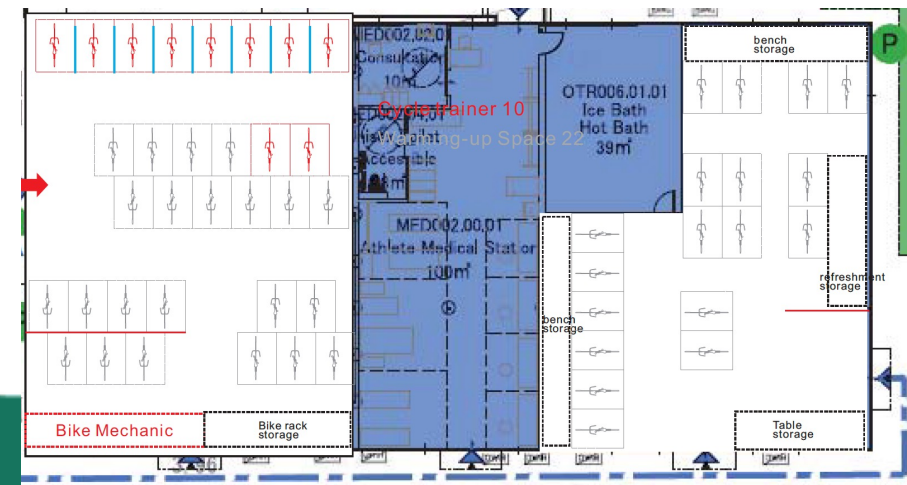 bench
storage
P
MED002.02.01
Consultation
OTR006.01.01
Ice Bath
Hot Bath
39㎡
Cycle trainer 10
Warming-up Space 22
Accessible
MED002.00.01
Athlete Medical Station
100㎡
refreshment
storage
bench
storage
Bike Mechanic
Bike rack
storage
Table
storage